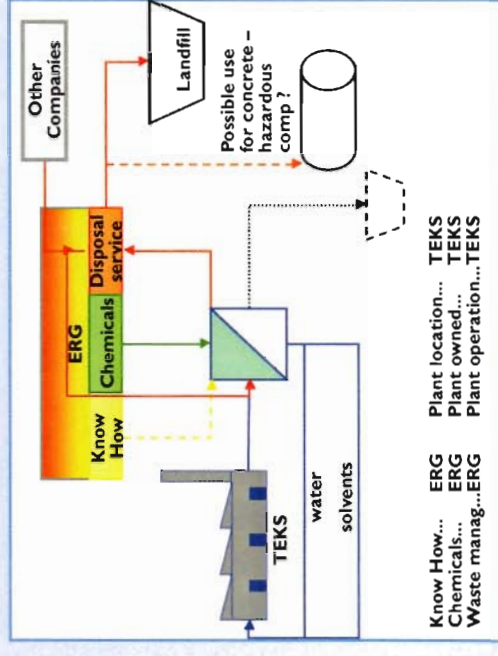 Other
Companies
ERG
Know
How
Chemicals
Disposal
service
Landfill
Possible use
for concrete –
hazardous
comp ?
TEKS
water
solvents
Know How... ERG
Chemicals... ERG
Waste manag...ERG
Plant location... TEKS
Plant owned... TEKS
Plant operation...TEKS